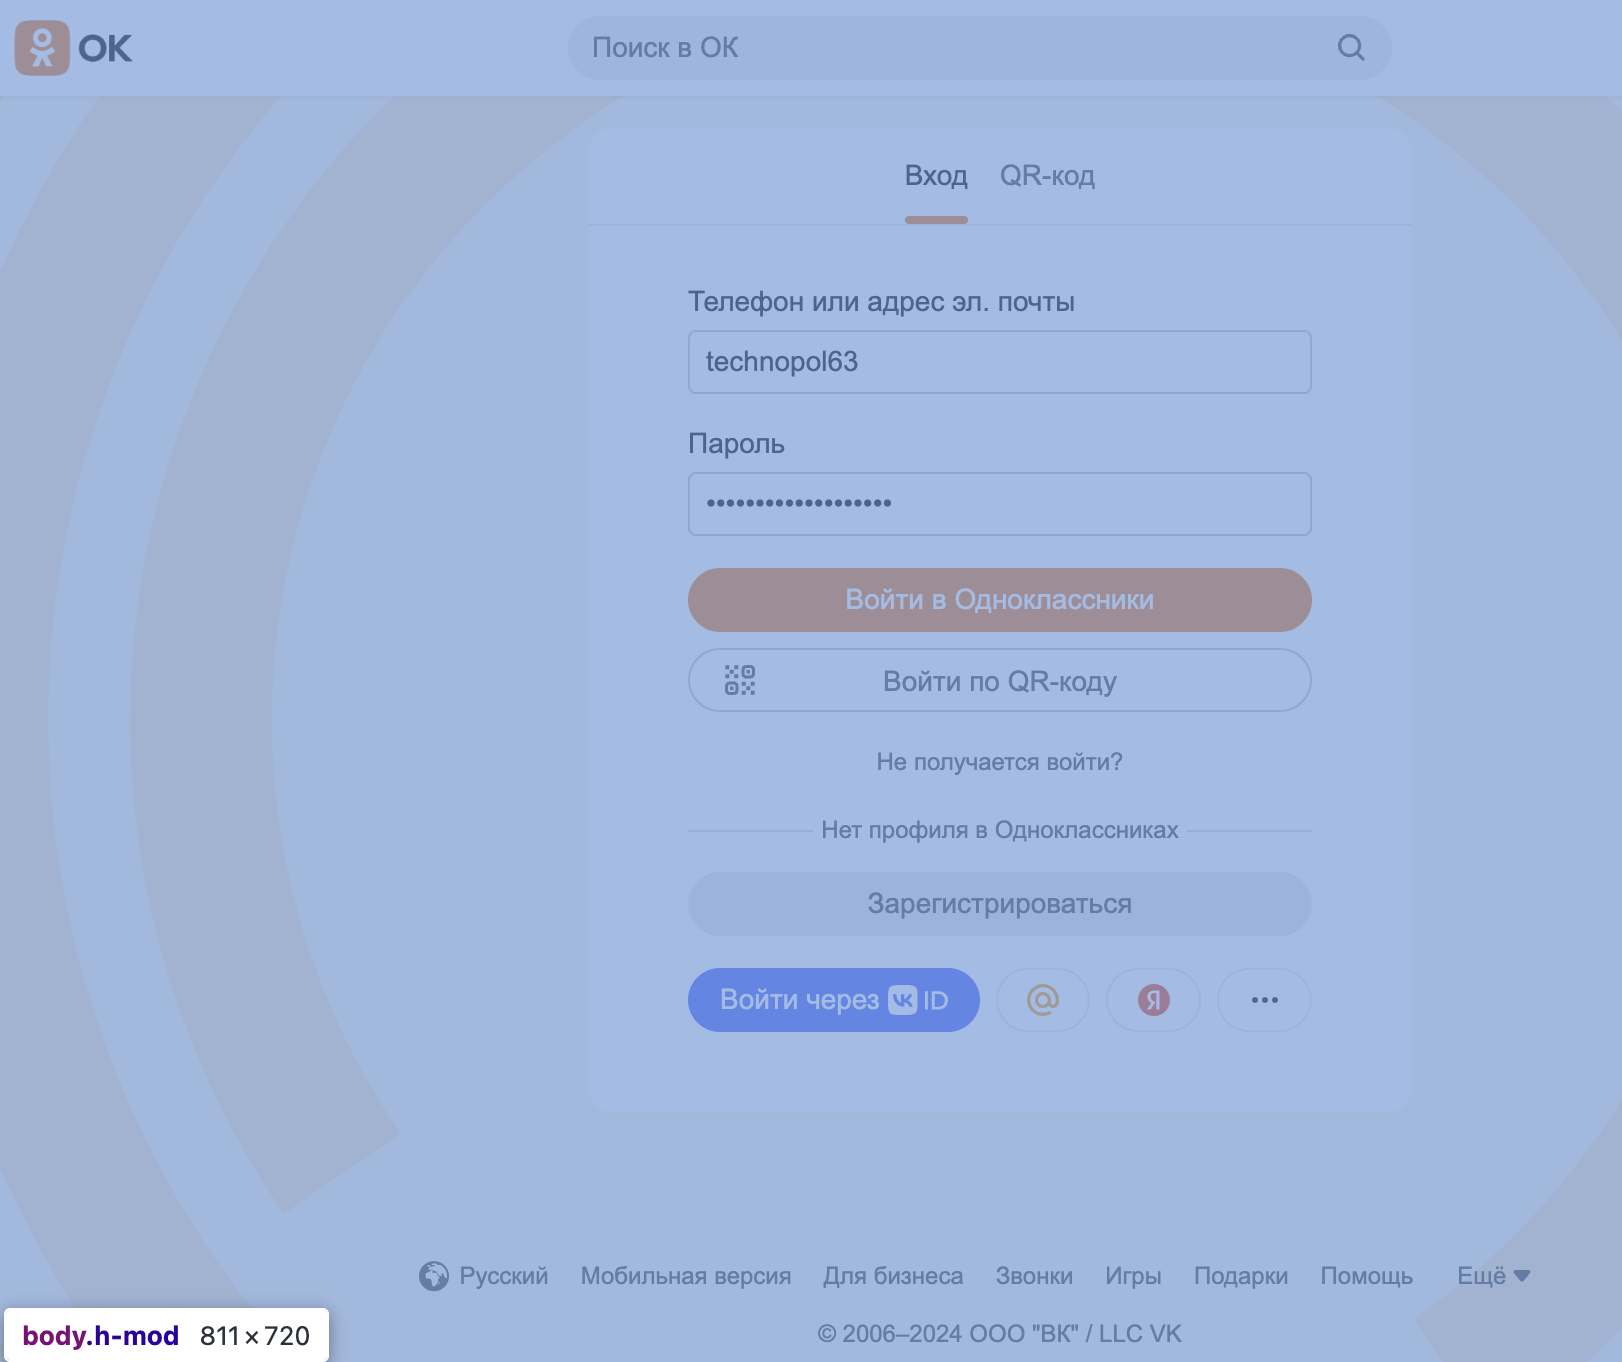 ОК
Поиск в ОК
Вход QR-код
Телефон или адрес эл. почты
technopol63
Пароль
•••••••••••••••••••
Войти в Одноклассники
Войти по QR-коду
Не получается войти?
Нет профиля в Одноклассниках
Зарегистрироваться
Войти через VK ID @ Я •••
Русский Мобильная версия Для бизнеса Звонки Игры Подарки Помощь Ещё
© 2006–2024 ООО "ВК" / LLC VK
body.h-mod 811×720